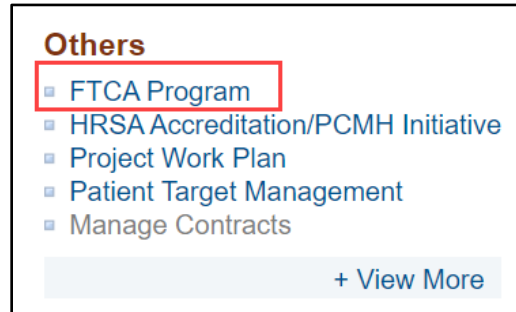 Others
FTCA Program
HRSA Accreditation/PCMH Initiative
Project Work Plan
Patient Target Management
Manage Contracts
+ View More